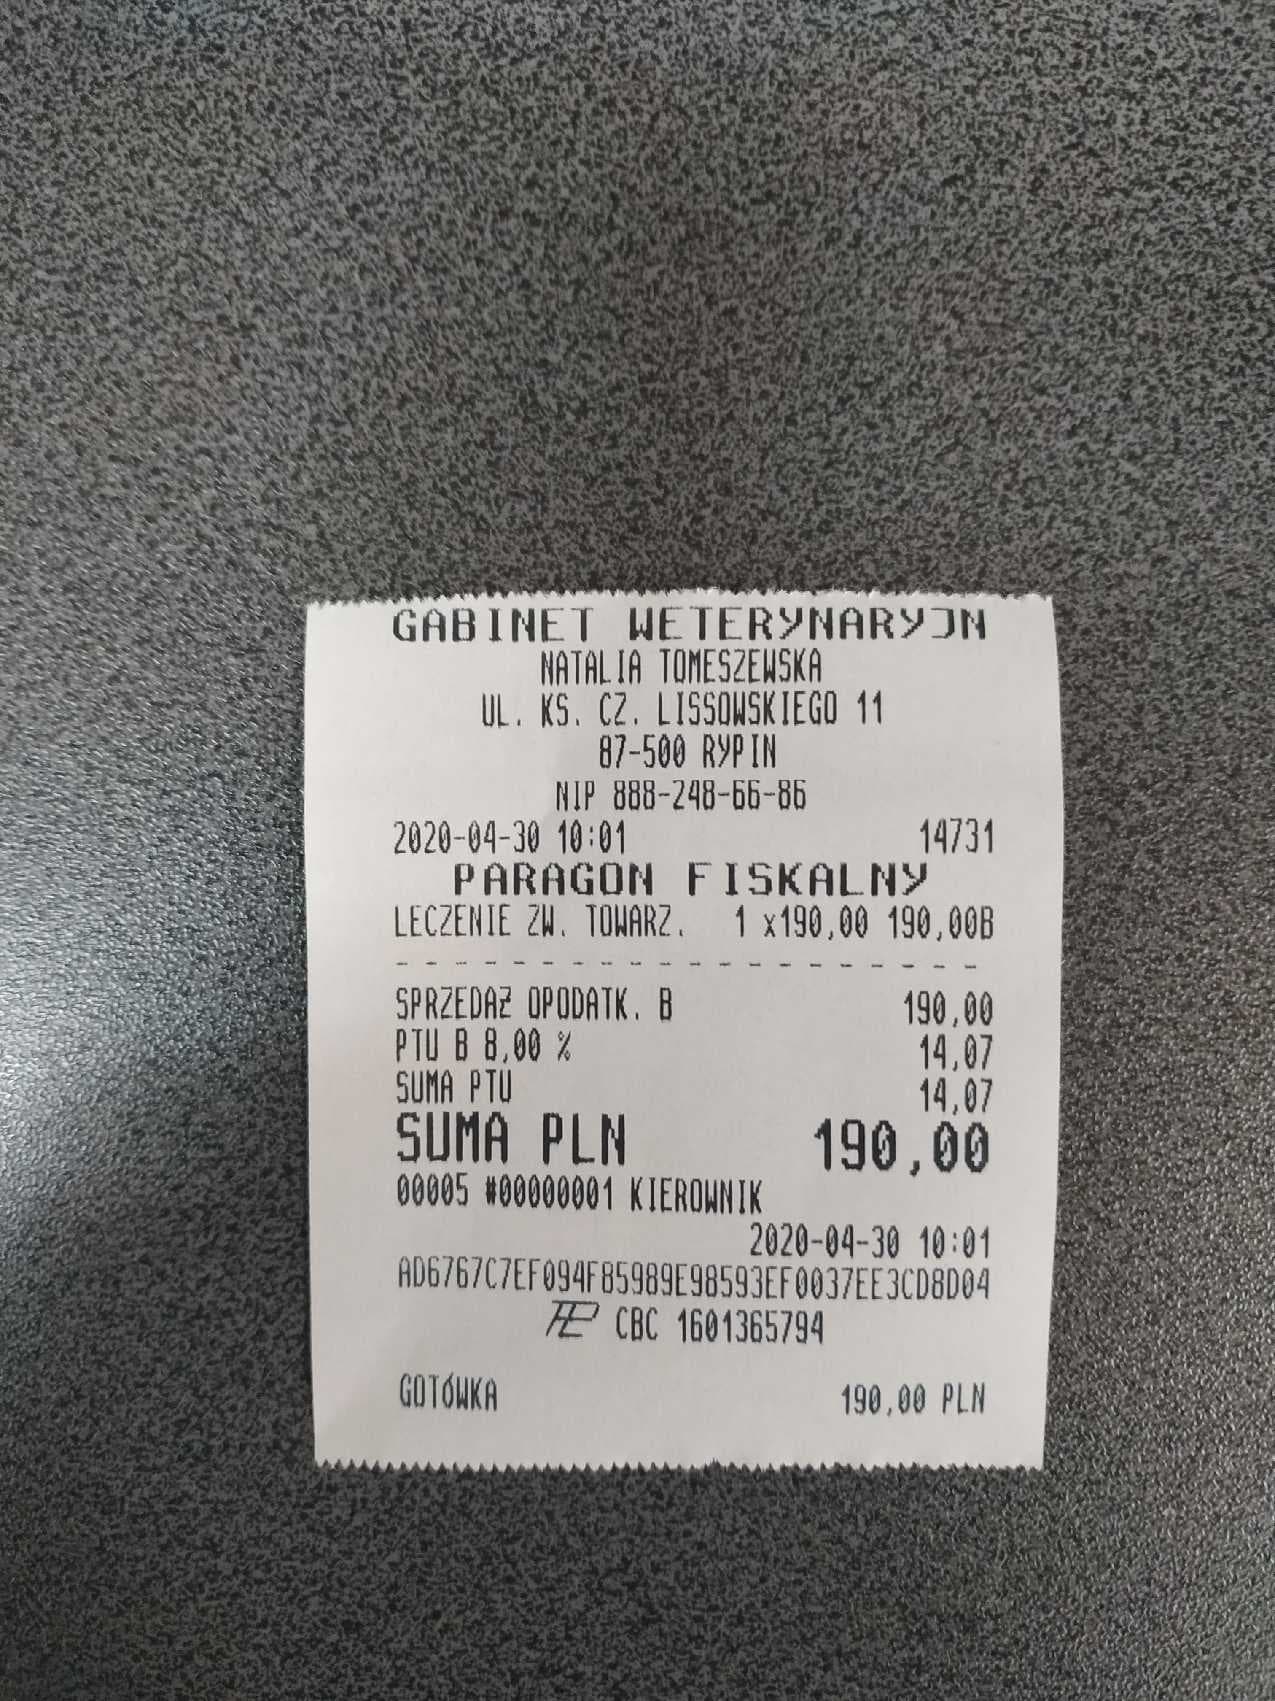 GABINET WETERYNARYJN
NATALIA TOMESZEWSKA
UL. KS. CZ. LISSOWSKIEGO 11
87-500 RYPIN
NIP 888-248-66-86
2020-04-30 10:01 14731
PARAGON FISKALNY
LECZENIE ZW. TOWARZ. 1 x190,00 190,00B
- - - - - - - - - - - - - - - - - - - -
SPRZEDAŻ OPODATK. B 190,00
PTU B 8,00 % 14,07
SUMA PTU 14,07
SUMA PLN 190,00
00005 #00000001 KIEROWNIK
2020-04-30 10:01
AD6767C7EF094F85989E98593EF0037EE3CD8D04
CBC 1601365794
GOTÓWKA 190,00 PLN